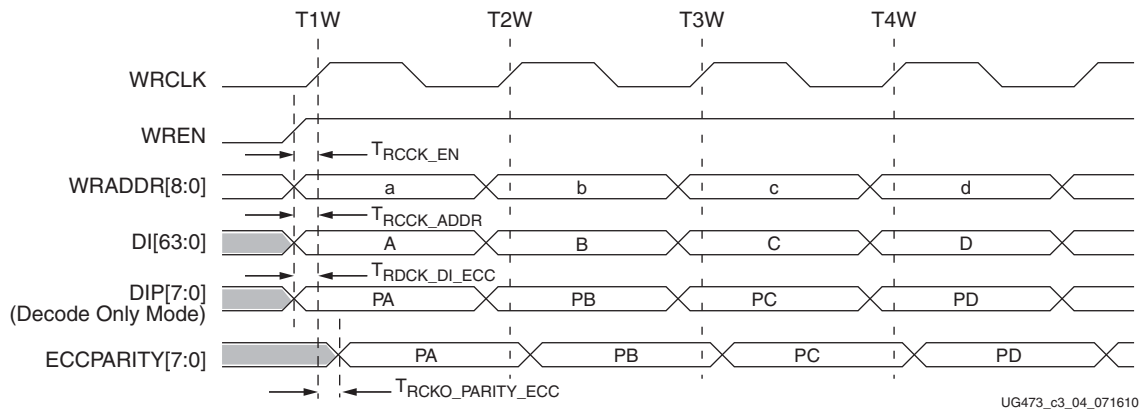 T1W T2W T3W T4W
WRCLK
WREN
TRCCK_EN
WRADDR[8:0] a b c d
TRCCK_ADDR
DI[63:0] A B C D
TRDCK_DI_ECC
DIP[7:0] PA PB PC PD
(Decode Only Mode)
ECCPARITY[7:0] PA PB PC PD
TRCKO_PARITY_ECC
UG473_c3_04_071610